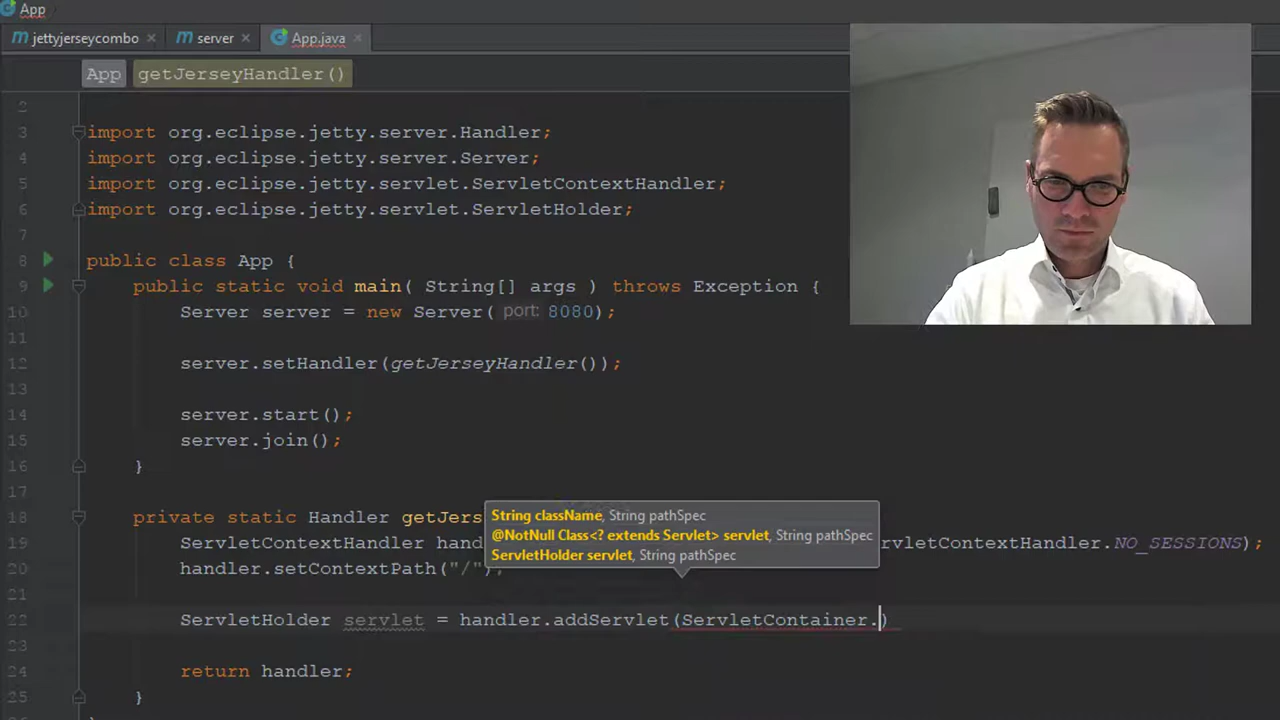 App
jettyjerseycombo
server
App.java
App getJerseyHandler()
2
3 import org.eclipse.jetty.server.Handler;
4 import org.eclipse.jetty.server.Server;
5 import org.eclipse.jetty.servlet.ServletContextHandler;
6 import org.eclipse.jetty.servlet.ServletHolder;
7
8 public class App {
9 public static void main( String[] args ) throws Exception {
10 Server server = new Server( port: 8080);
11
12 server.setHandler(getJerseyHandler());
13
14 server.start();
15 server.join();
16 }
17
String className, String pathSpec
18 private static Handler getJers
@NotNull Class<? extends Servlet> servlet, String pathSpec
19 ServletContextHandler hand rvletContextHandler.NO_SESSIONS);
ServletHolder servlet, String pathSpec
20 handler.setContextPath("/");
21
22 ServletHolder servlet = handler.addServlet(ServletContainer.)
23
24 return handler;
25 }